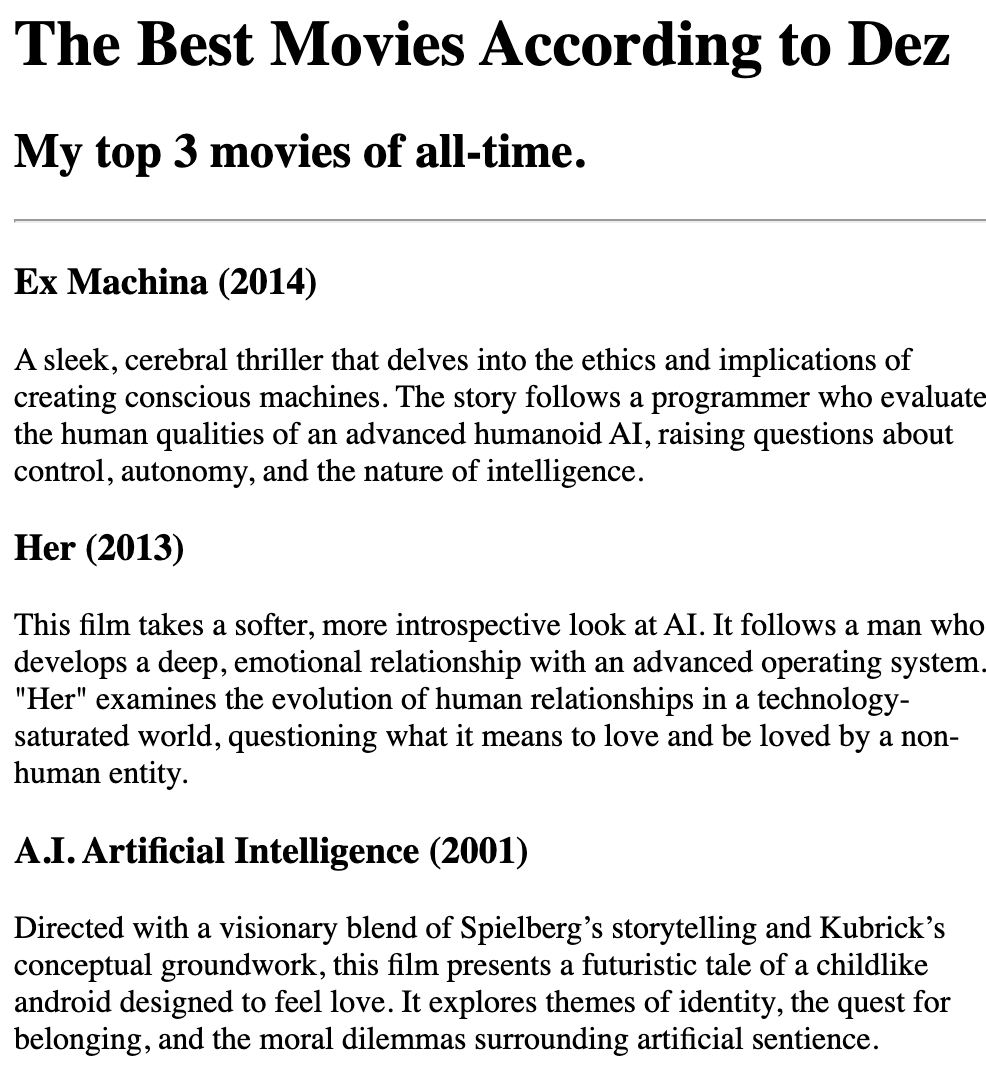 The Best Movies According to Dez
My top 3 movies of all-time.
Ex Machina (2014)
A sleek, cerebral thriller that delves into the ethics and implications of
creating conscious machines. The story follows a programmer who evaluate
the human qualities of an advanced humanoid AI, raising questions about
control, autonomy, and the nature of intelligence.
Her (2013)
This film takes a softer, more introspective look at AI. It follows a man who
develops a deep, emotional relationship with an advanced operating system.
"Her" examines the evolution of human relationships in a technology-
saturated world, questioning what it means to love and be loved by a non-
human entity.
A.I. Artificial Intelligence (2001)
Directed with a visionary blend of Spielberg’s storytelling and Kubrick’s
conceptual groundwork, this film presents a futuristic tale of a childlike
android designed to feel love. It explores themes of identity, the quest for
belonging, and the moral dilemmas surrounding artificial sentience.